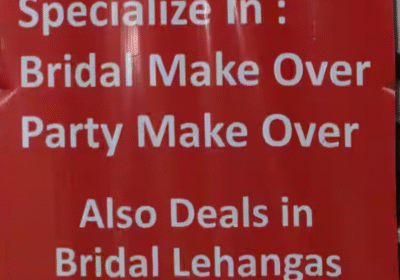 Specialize in :
Bridal Make Over
Party Make Over
Also Deals in
Bridal Lehangas